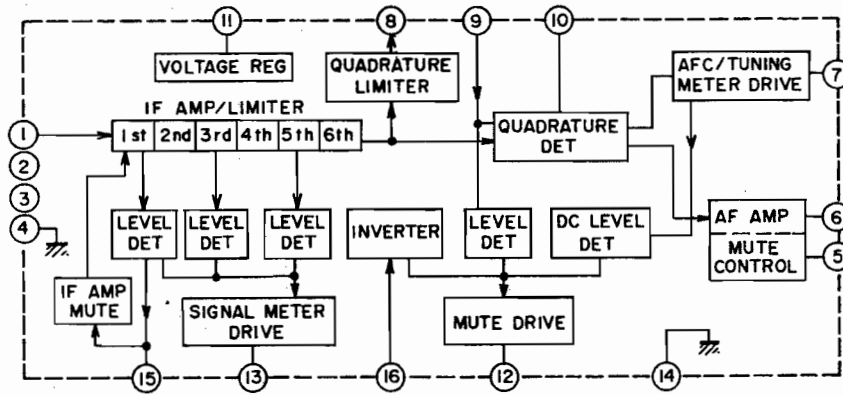 11
8
9
10
VOLTAGE REG
QUADRATURE
LIMITER
AFC/TUNING
METER DRIVE
7
IF AMP/LIMITER
1
1st 2nd 3rd 4th 5th 6th
QUADRATURE
DET
2
3
4
LEVEL
DET
LEVEL
DET
LEVEL
DET
INVERTER
LEVEL
DET
DC LEVEL
DET
AF AMP
6
MUTE
CONTROL
5
IF AMP
MUTE
SIGNAL METER
DRIVE
MUTE DRIVE
15
13
16
12
14